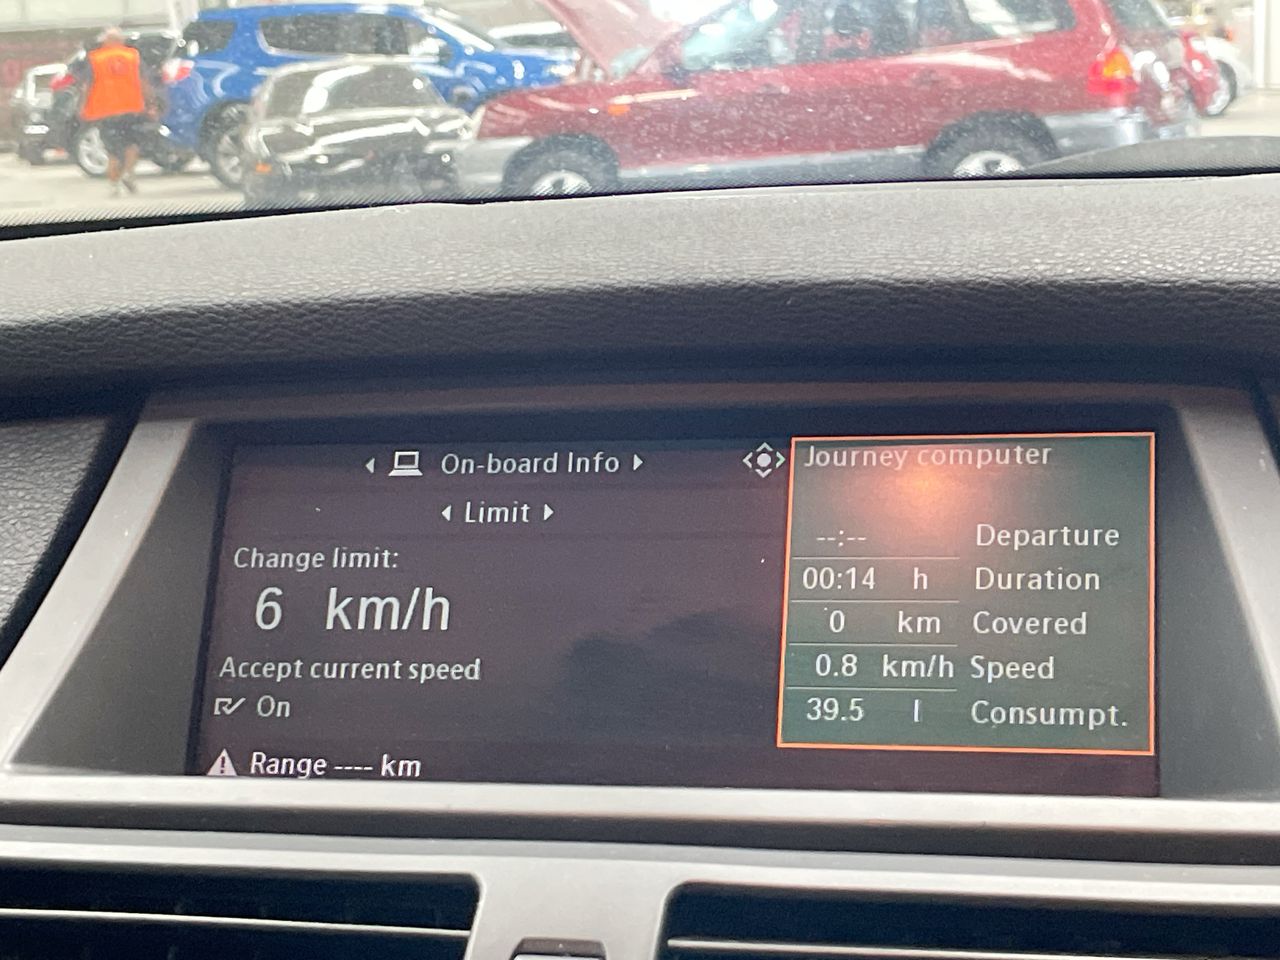 On-board Info
Limit
Change limit:
6 km/h
Accept current speed
On
Range ---- km
Journey computer
--:-- Departure
00:14 h Duration
0 km Covered
0.8 km/h Speed
39.5 l Consumpt.